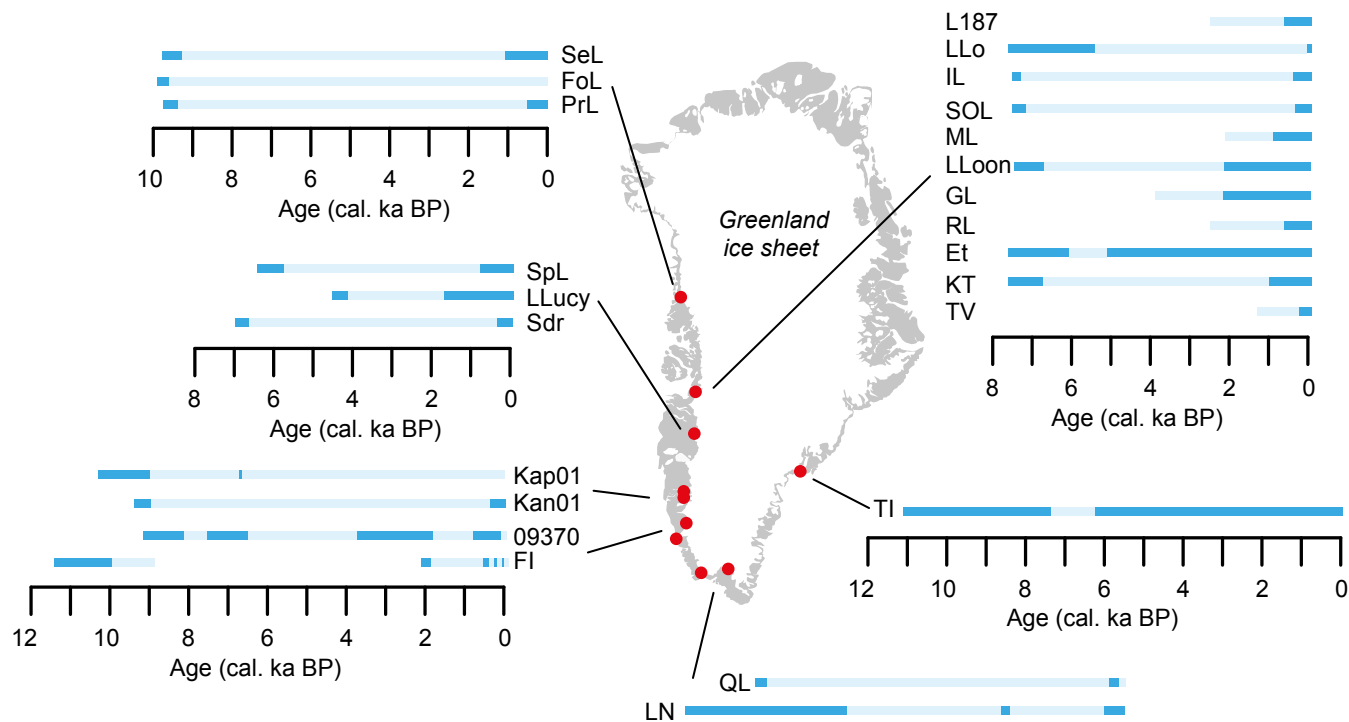 SeL
FoL
PrL
10 8 6 4 2 0
Age (cal. ka BP)
SpL
LLucy
Sdr
8 6 4 2 0
Age (cal. ka BP)
Kap01
Kan01
09370
FI
12 10 8 6 4 2 0
Age (cal. ka BP)
Greenland
ice sheet
L187
LLo
IL
SOL
ML
LLoon
GL
RL
Et
KT
TV
8 6 4 2 0
Age (cal. ka BP)
TI
12 10 8 6 4 2 0
Age (cal. ka BP)
QL
LN